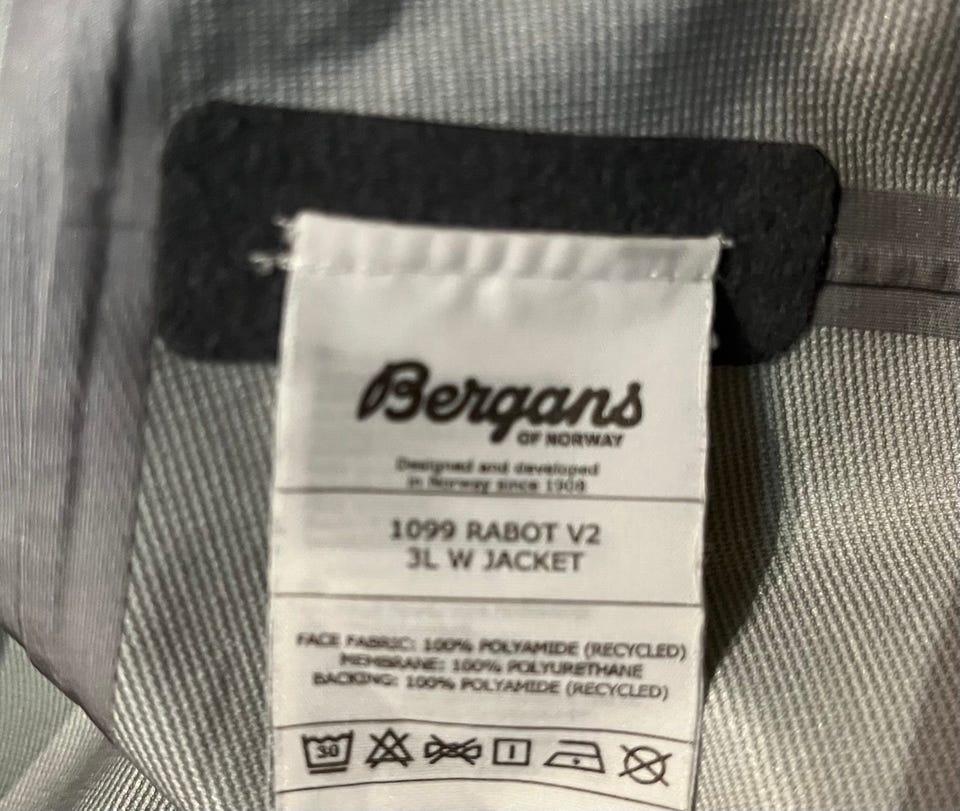 Bergans
OF NORWAY
Designed and developed
in Norway since 1908
1099 RABOT V2
3L W JACKET
FACE FABRIC: 100% POLYAMIDE (RECYCLED)
MEMBRANE: 100% POLYURETHANE
BACKING: 100% POLYAMIDE (RECYCLED)
30